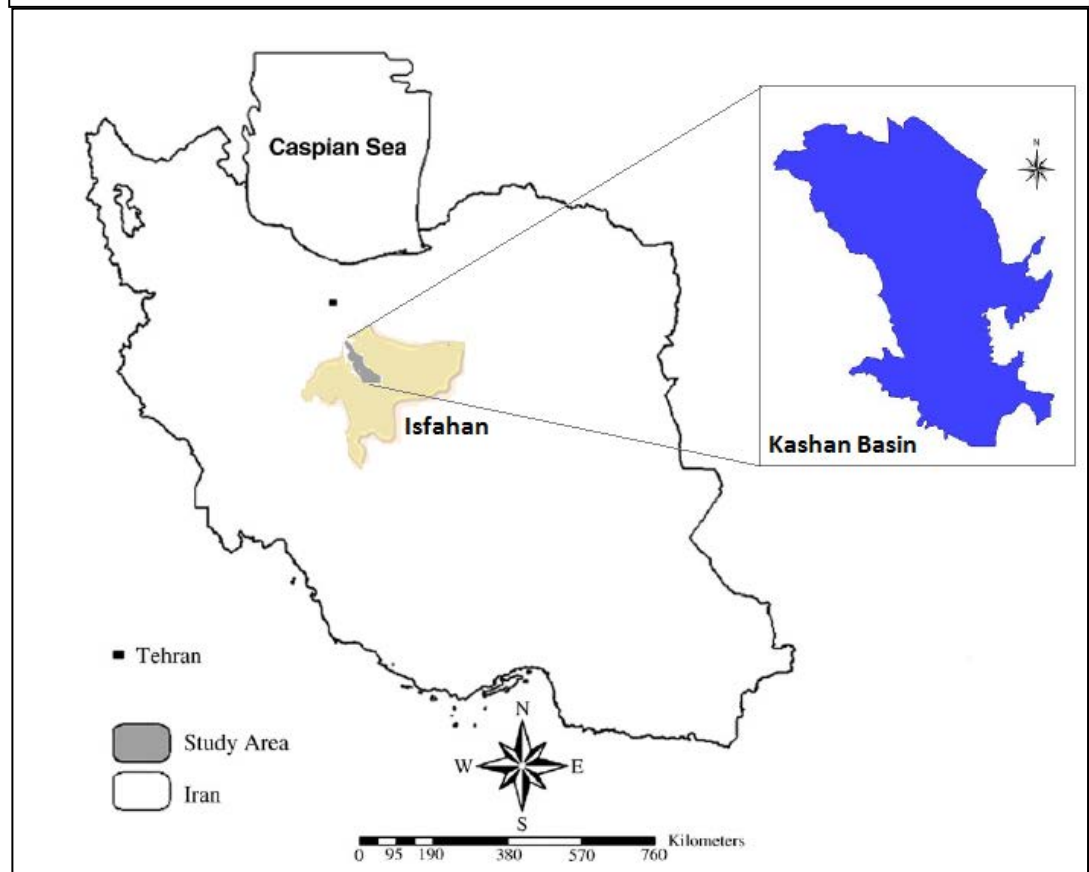 Caspian Sea
N
Kashan Basin
Isfahan
Tehran
Study Area
Iran
N
W E
S
Kilometers
0 95 190 380 570 760